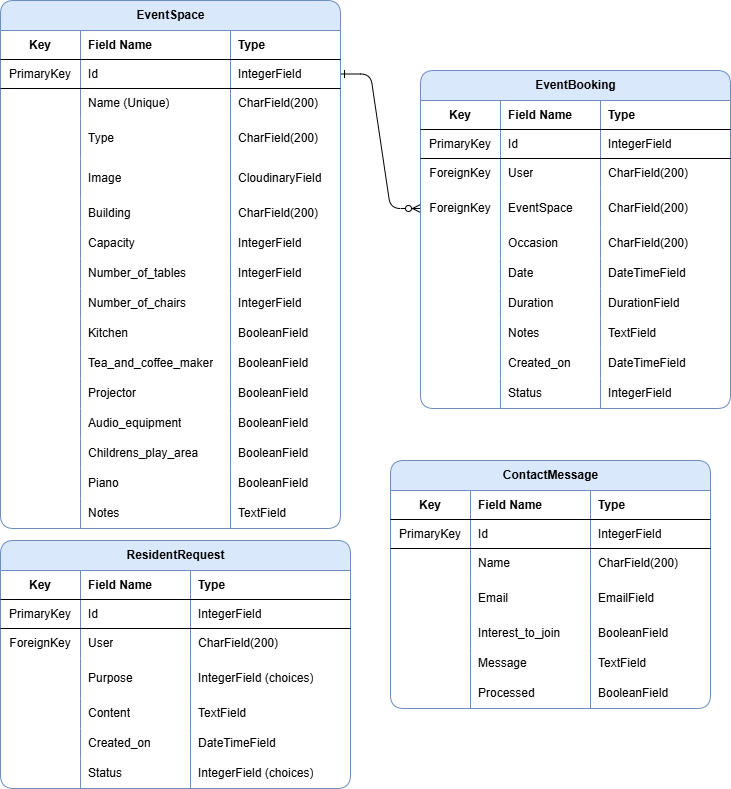 EventSpace
Key Field Name Type
PrimaryKey Id IntegerField
Name (Unique) CharField(200)
Type CharField(200)
Image CloudinaryField
Building CharField(200)
Capacity IntegerField
Number_of_tables IntegerField
Number_of_chairs IntegerField
Kitchen BooleanField
Tea_and_coffee_maker BooleanField
Projector BooleanField
Audio_equipment BooleanField
Childrens_play_area BooleanField
Piano BooleanField
Notes TextField
EventBooking
Key Field Name Type
PrimaryKey Id IntegerField
ForeignKey User CharField(200)
ForeignKey EventSpace CharField(200)
Occasion CharField(200)
Date DateTimeField
Duration DurationField
Notes TextField
Created_on DateTimeField
Status IntegerField
ResidentRequest
Key Field Name Type
PrimaryKey Id IntegerField
ForeignKey User CharField(200)
Purpose IntegerField (choices)
Content TextField
Created_on DateTimeField
Status IntegerField (choices)
ContactMessage
Key Field Name Type
PrimaryKey Id IntegerField
Name CharField(200)
Email EmailField
Interest_to_join BooleanField
Message TextField
Processed BooleanField